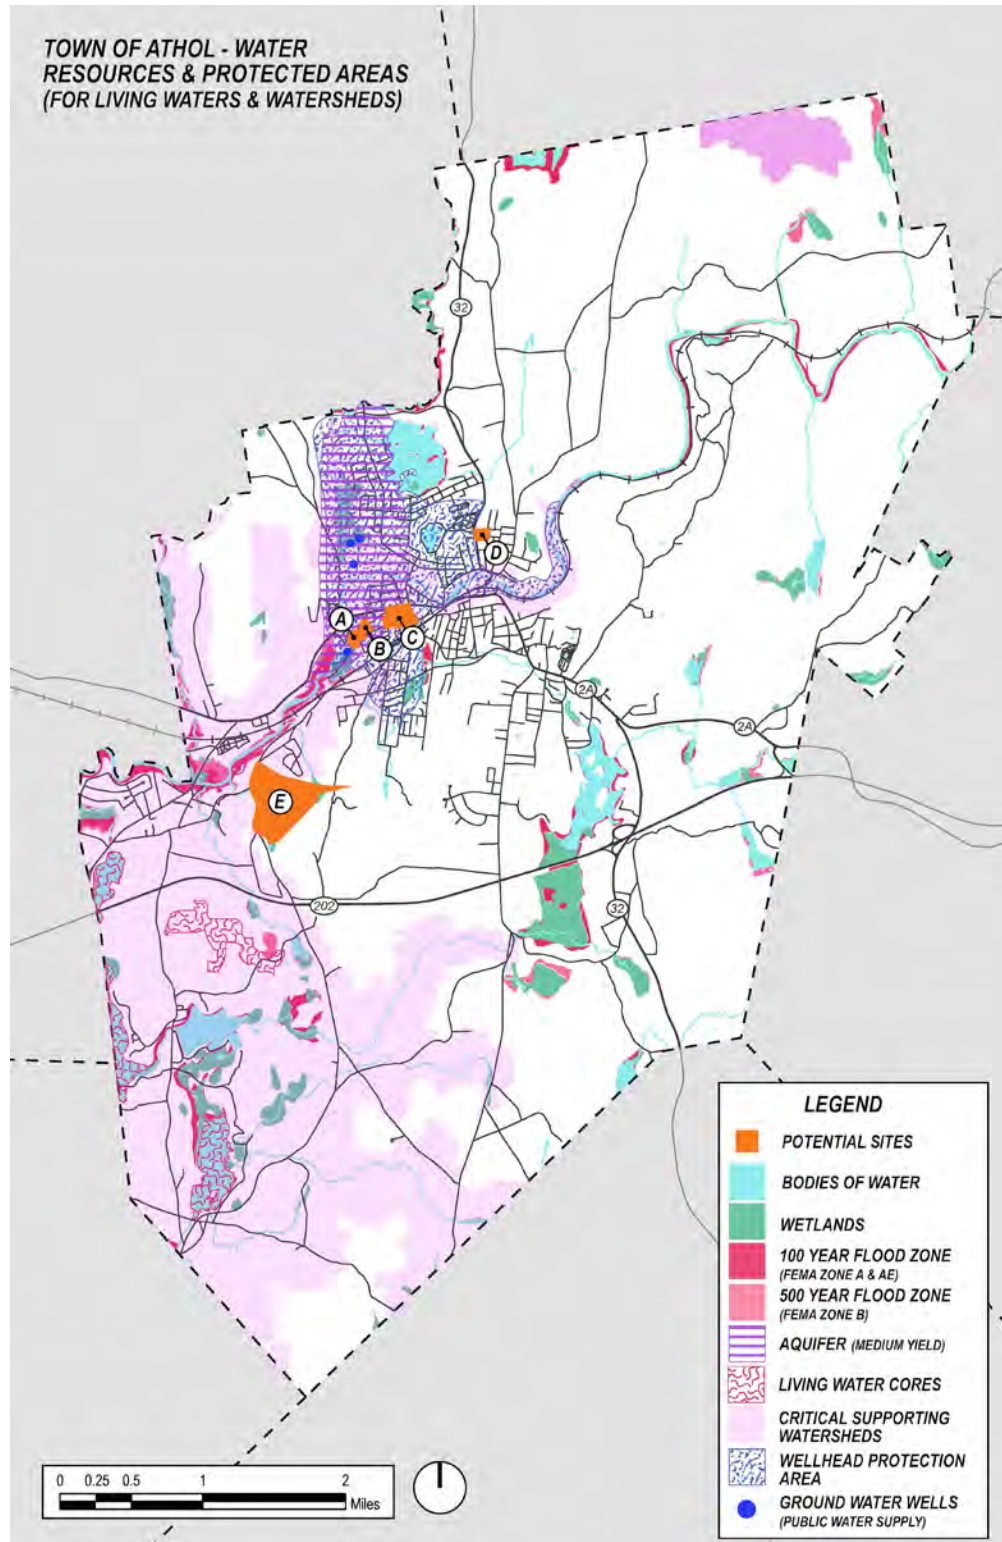 TOWN OF ATHOL - WATER
RESOURCES & PROTECTED AREAS
(FOR LIVING WATERS & WATERSHEDS)
32
D
A
B
C
2A
2A
E
202
32
LEGEND
POTENTIAL SITES
BODIES OF WATER
WETLANDS
100 YEAR FLOOD ZONE
(FEMA ZONE A & AE)
500 YEAR FLOOD ZONE
(FEMA ZONE B)
AQUIFER (MEDIUM YIELD)
LIVING WATER CORES
CRITICAL SUPPORTING
WATERSHEDS
WELLHEAD PROTECTION
AREA
GROUND WATER WELLS
(PUBLIC WATER SUPPLY)
0 0.25 0.5 1 2
Miles